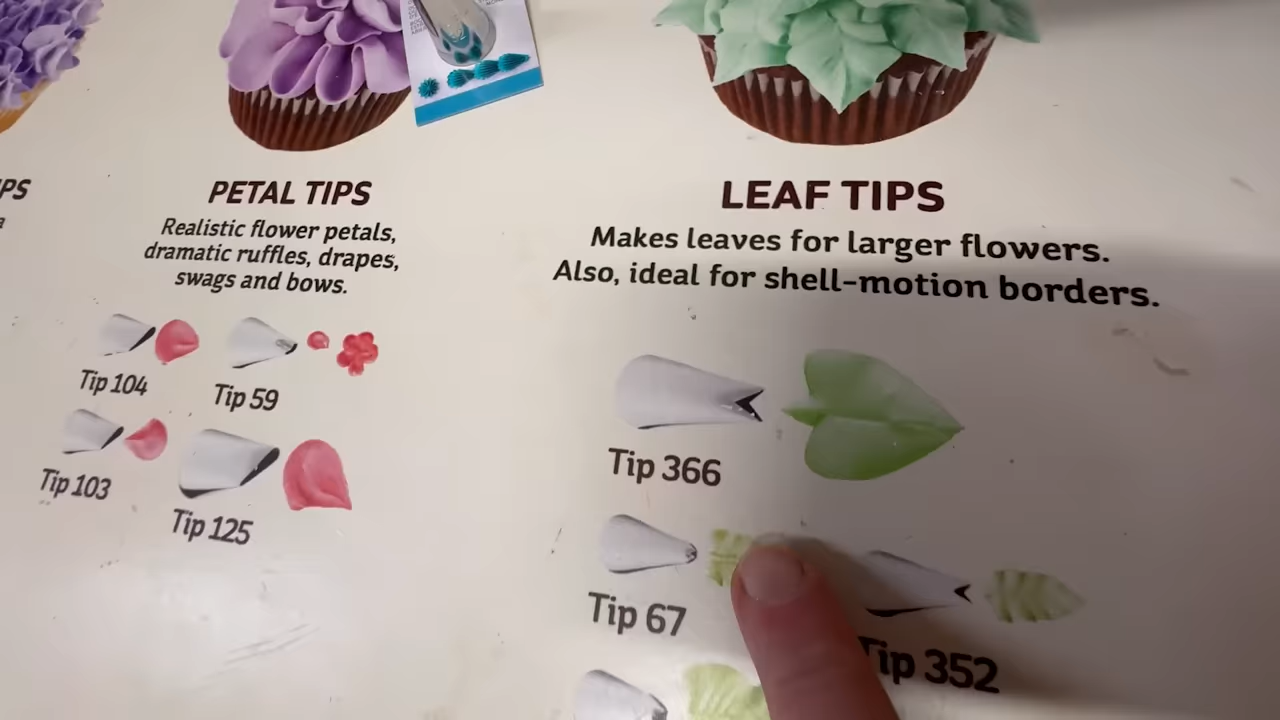 PETAL TIPS
Realistic flower petals,
dramatic ruffles, drapes,
swags and bows.
Tip 104
Tip 59
Tip 103
Tip 125
LEAF TIPS
Makes leaves for larger flowers.
Also, ideal for shell-motion borders.
Tip 366
Tip 67
Tip 352